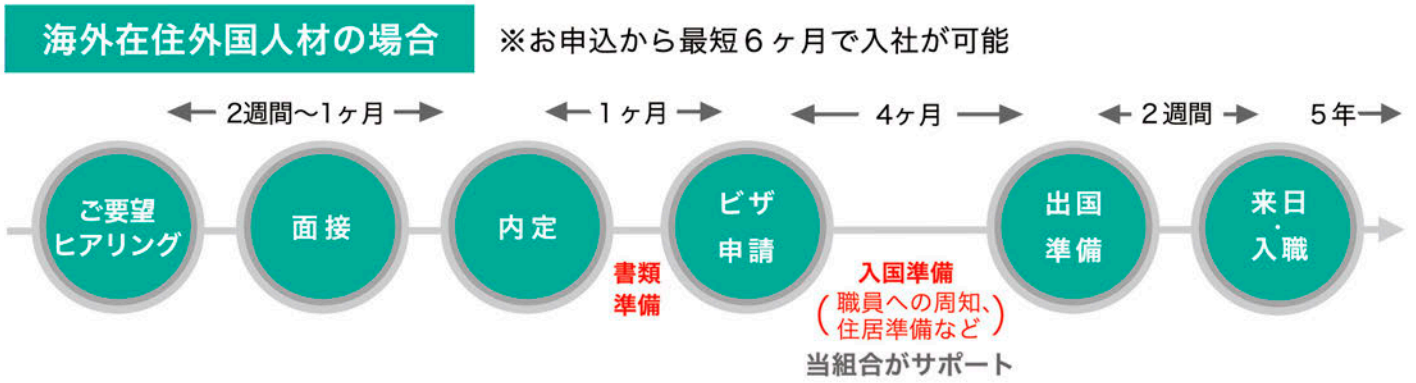 海外在住外国人材の場合
※お申込から最短6ヶ月で入社が可能
2週間〜1ヶ月
1ヶ月
4ヶ月
2週間
5年
ご要望
ヒアリング
面接
内定
ビザ
申請
出国
準備
来日
・
入職
書類
準備
入国準備
(職員への周知、
住居準備など)
当組合がサポート